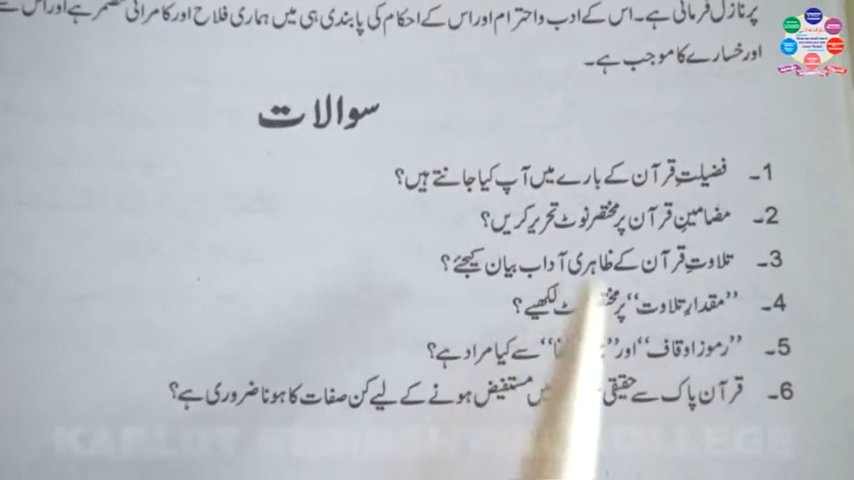 پر نازل فرمائی ہے۔ اس کے ادب و احترام اور اس کے احکام کی پابندی ہی میں ہماری فلاح اور کامرانی مضمر ہے اور اس سے
اور خسارے کا موجب ہے۔
سوالات
1۔ فضیلتِ قرآن کے بارے میں آپ کیا جانتے ہیں؟
2۔ مضامینِ قرآن پر مختصر نوٹ تحریر کریں؟
3۔ تلاوتِ قرآن کے ظاہری آداب بیان کیجئے؟
4۔ ”مقدارِ تلاوت“ پر لکھیے؟
5۔ ”رموز اوقاف“ اور سے کیا مراد ہے؟
6۔ قرآن پاک سے حقیقی میں مستفیض ہونے کے لیے کن صفات کا ہونا ضروری ہے؟
COLLEGE